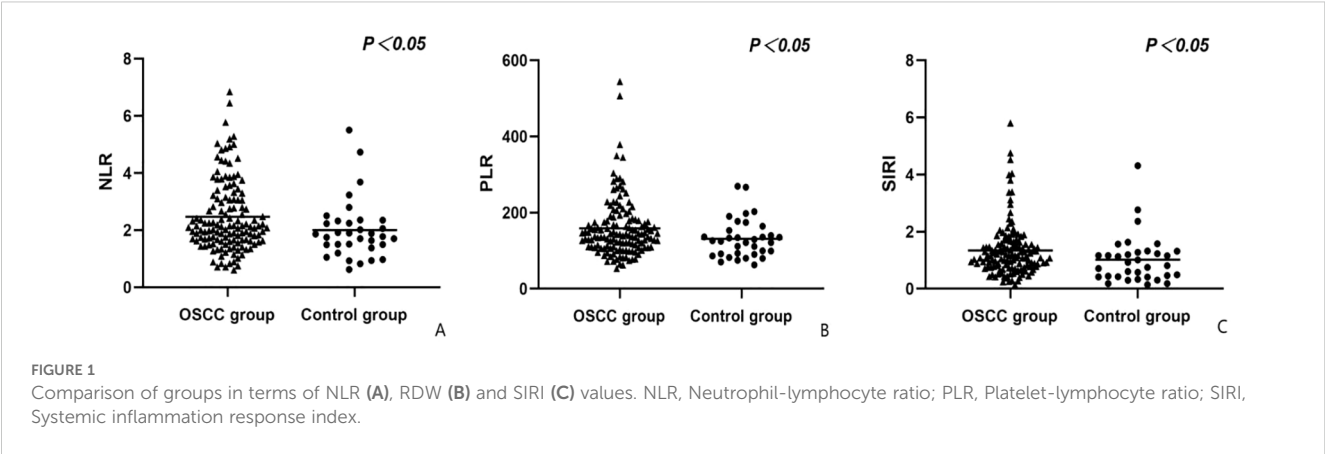 P<0.05
8
6
4
2
0
NLR
OSCC group
Control group
A
P<0.05
600
400
200
0
PLR
OSCC group
Control group
B
P<0.05
8
6
4
2
0
SIRI
OSCC group
Control group
C
FIGURE 1
Comparison of groups in terms of NLR (A), RDW (B) and SIRI (C) values. NLR, Neutrophil-lymphocyte ratio; PLR, Platelet-lymphocyte ratio; SIRI,
Systemic inflammation response index.